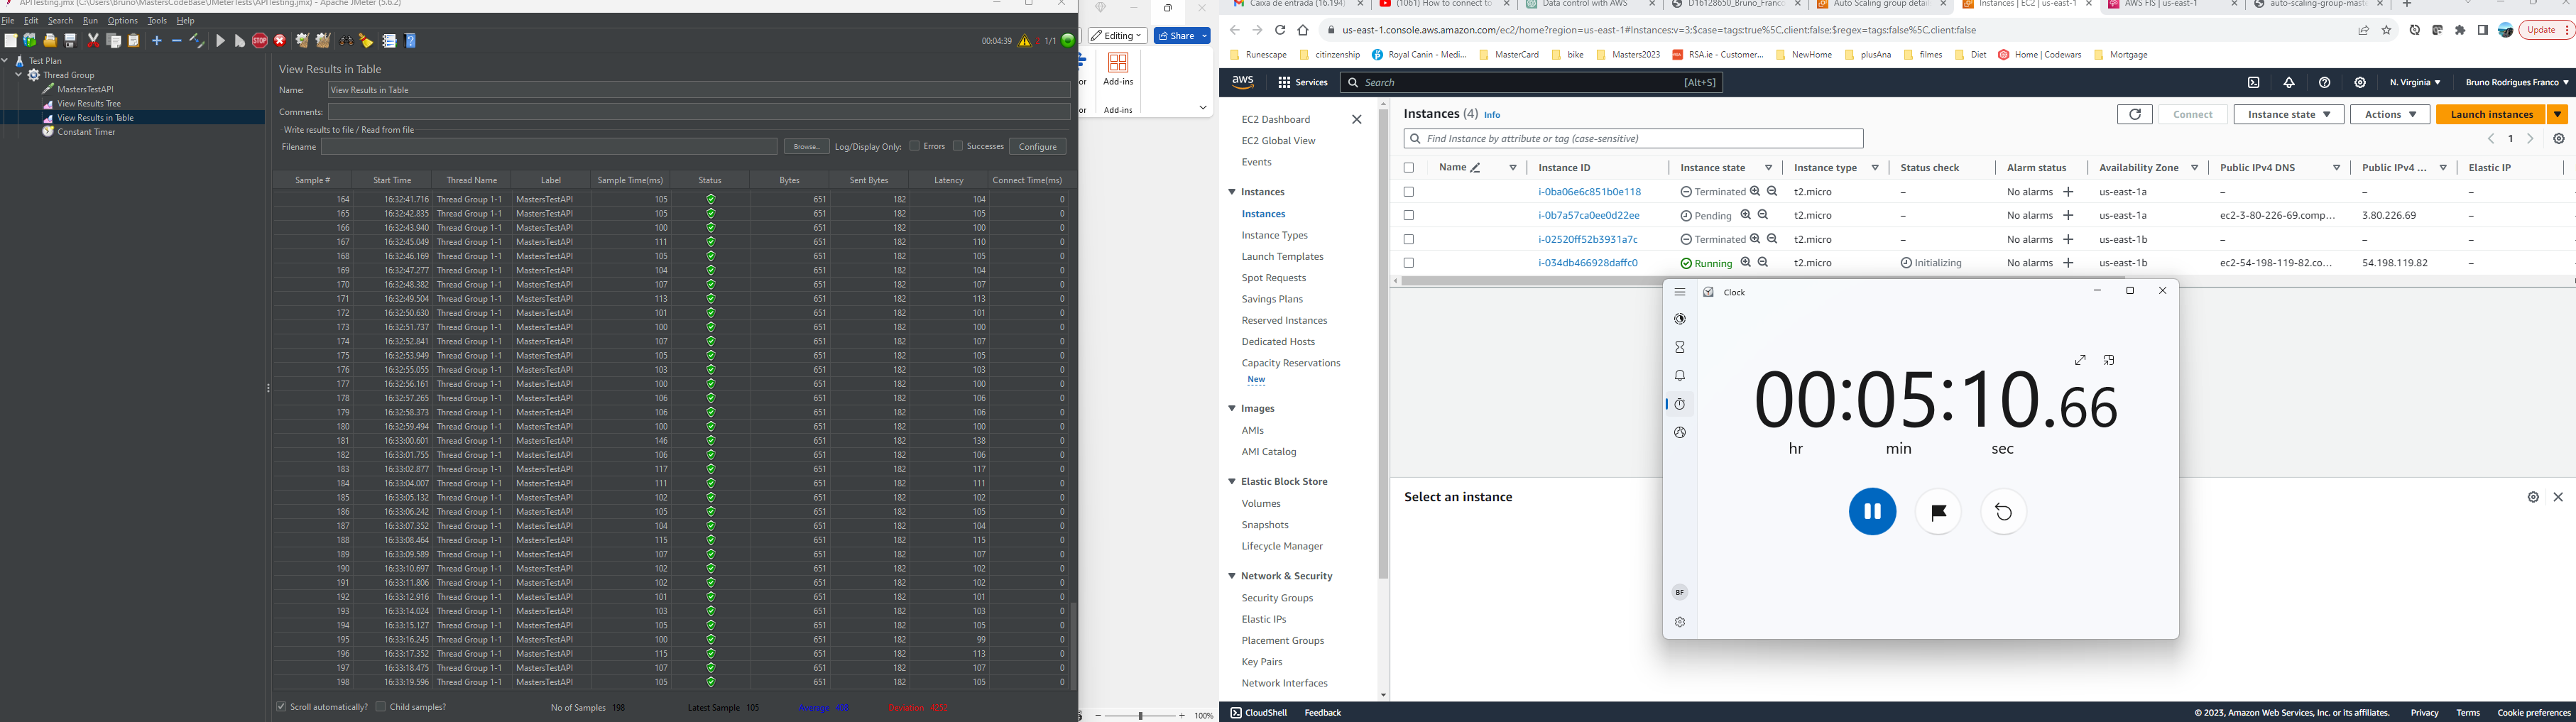 APITesting.jmx (C:\Users\Bruno\MastersCodeBase\JMeterTests\APITesting.jmx) - Apache JMeter (5.6.2)
File Edit Search Run Options Tools Help
00:04:39 1/1
Test Plan
Thread Group
MastersTestAPI
View Results Tree
View Results in Table
Constant Timer
View Results in Table
Name: View Results in Table
Comments:
Write results to file / Read from file
Filename Browse... Log/Display Only: Errors Successes Configure
Sample # Start Time Thread Name Label Sample Time(ms) Status Bytes Sent Bytes Latency Connect Time(ms)
164 16:32:41.716 Thread Group 1-1 MastersTestAPI 105 651 182 104 0
165 16:32:42.835 Thread Group 1-1 MastersTestAPI 105 651 182 105 0
166 16:32:43.940 Thread Group 1-1 MastersTestAPI 100 651 182 100 0
167 16:32:45.049 Thread Group 1-1 MastersTestAPI 111 651 182 110 0
168 16:32:46.169 Thread Group 1-1 MastersTestAPI 105 651 182 105 0
169 16:32:47.277 Thread Group 1-1 MastersTestAPI 104 651 182 104 0
170 16:32:48.382 Thread Group 1-1 MastersTestAPI 107 651 182 107 0
171 16:32:49.504 Thread Group 1-1 MastersTestAPI 113 651 182 113 0
172 16:32:50.630 Thread Group 1-1 MastersTestAPI 101 651 182 101 0
173 16:32:51.737 Thread Group 1-1 MastersTestAPI 100 651 182 100 0
174 16:32:52.841 Thread Group 1-1 MastersTestAPI 107 651 182 107 0
175 16:32:53.949 Thread Group 1-1 MastersTestAPI 105 651 182 105 0
176 16:32:55.055 Thread Group 1-1 MastersTestAPI 103 651 182 103 0
177 16:32:56.161 Thread Group 1-1 MastersTestAPI 100 651 182 100 0
178 16:32:57.265 Thread Group 1-1 MastersTestAPI 106 651 182 106 0
179 16:32:58.373 Thread Group 1-1 MastersTestAPI 106 651 182 106 0
180 16:32:59.494 Thread Group 1-1 MastersTestAPI 100 651 182 100 0
181 16:33:00.601 Thread Group 1-1 MastersTestAPI 146 651 182 138 0
182 16:33:01.755 Thread Group 1-1 MastersTestAPI 106 651 182 106 0
183 16:33:02.877 Thread Group 1-1 MastersTestAPI 117 651 182 117 0
184 16:33:04.007 Thread Group 1-1 MastersTestAPI 111 651 182 111 0
185 16:33:05.132 Thread Group 1-1 MastersTestAPI 102 651 182 102 0
186 16:33:06.242 Thread Group 1-1 MastersTestAPI 105 651 182 105 0
187 16:33:07.352 Thread Group 1-1 MastersTestAPI 104 651 182 104 0
188 16:33:08.464 Thread Group 1-1 MastersTestAPI 115 651 182 115 0
189 16:33:09.589 Thread Group 1-1 MastersTestAPI 107 651 182 107 0
190 16:33:10.697 Thread Group 1-1 MastersTestAPI 102 651 182 102 0
191 16:33:11.806 Thread Group 1-1 MastersTestAPI 102 651 182 102 0
192 16:33:12.916 Thread Group 1-1 MastersTestAPI 101 651 182 101 0
193 16:33:14.024 Thread Group 1-1 MastersTestAPI 103 651 182 103 0
194 16:33:15.127 Thread Group 1-1 MastersTestAPI 105 651 182 105 0
195 16:33:16.245 Thread Group 1-1 MastersTestAPI 100 651 182 99 0
196 16:33:17.352 Thread Group 1-1 MastersTestAPI 115 651 182 113 0
197 16:33:18.475 Thread Group 1-1 MastersTestAPI 107 651 182 107 0
198 16:33:19.596 Thread Group 1-1 MastersTestAPI 105 651 182 105 0
Scroll automatically? Child samples? No of Samples 198 Latest Sample 105 Average 406 Deviation 4252
Editing Share
or Add-ins
or Add-ins
100%
Caixa de entrada (16.194) (1061) How to connect to Data control with AWS D16128650_Bruno_Franco Auto Scaling group detail Instances | EC2 | us-east-1 AWS FIS | us-east-1 auto-scaling-group-mast
us-east-1.console.aws.amazon.com/ec2/home?region=us-east-1#Instances:v=3;$case=tags:true%5C,client:false;$regex=tags:false%5C,client:false Update
Runescape citizenship Royal Canin - Medi... MasterCard bike Masters2023 RSA.ie - Customer... NewHome plusAna filmes Diet Home | Codewars Mortgage
aws Services Search [Alt+S] N. Virginia Bruno Rodrigues Franco
EC2 Dashboard
EC2 Global View
Events
Instances
Instances
Instance Types
Launch Templates
Spot Requests
Savings Plans
Reserved Instances
Dedicated Hosts
Capacity Reservations
New
Images
AMIs
AMI Catalog
Elastic Block Store
Volumes
Snapshots
Lifecycle Manager
Network & Security
Security Groups
Elastic IPs
Placement Groups
Key Pairs
Network Interfaces
Instances (4) Info Connect Instance state Actions Launch instances
Find Instance by attribute or tag (case-sensitive) 1
Name Instance ID Instance state Instance type Status check Alarm status Availability Zone Public IPv4 DNS Public IPv4 ... Elastic IP
i-0ba06e6c851b0e118 Terminated t2.micro – No alarms + us-east-1a – – –
i-0b7a57ca0ee0d22ee Pending t2.micro – No alarms + us-east-1a ec2-3-80-226-69.comp... 3.80.226.69 –
i-02520ff52b3931a7c Terminated t2.micro – No alarms + us-east-1b – – –
i-034db466928daffc0 Running t2.micro Initializing No alarms + us-east-1b ec2-54-198-119-82.co... 54.198.119.82 –
Select an instance
Clock
00:05:10.66
hr min sec
BF
CloudShell Feedback © 2023, Amazon Web Services, Inc. or its affiliates. Privacy Terms Cookie preferences